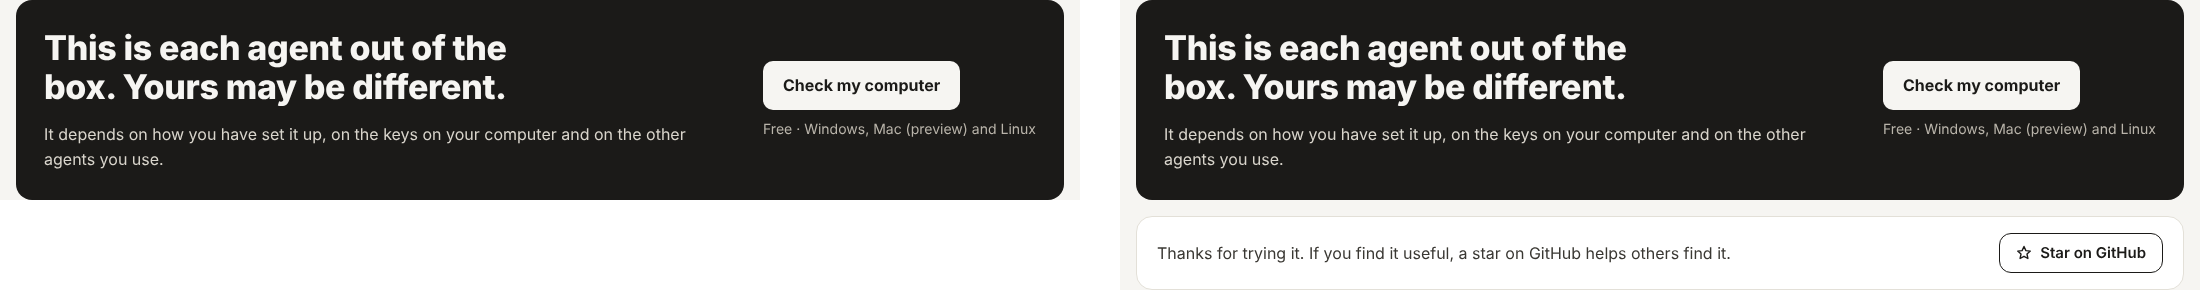 This is each agent out of the
box. Yours may be different.
It depends on how you have set it up, on the keys on your computer and on the other
agents you use.
Check my computer
Free · Windows, Mac (preview) and Linux
This is each agent out of the
box. Yours may be different.
It depends on how you have set it up, on the keys on your computer and on the other
agents you use.
Check my computer
Free · Windows, Mac (preview) and Linux
Thanks for trying it. If you find it useful, a star on GitHub helps others find it.
Star on GitHub